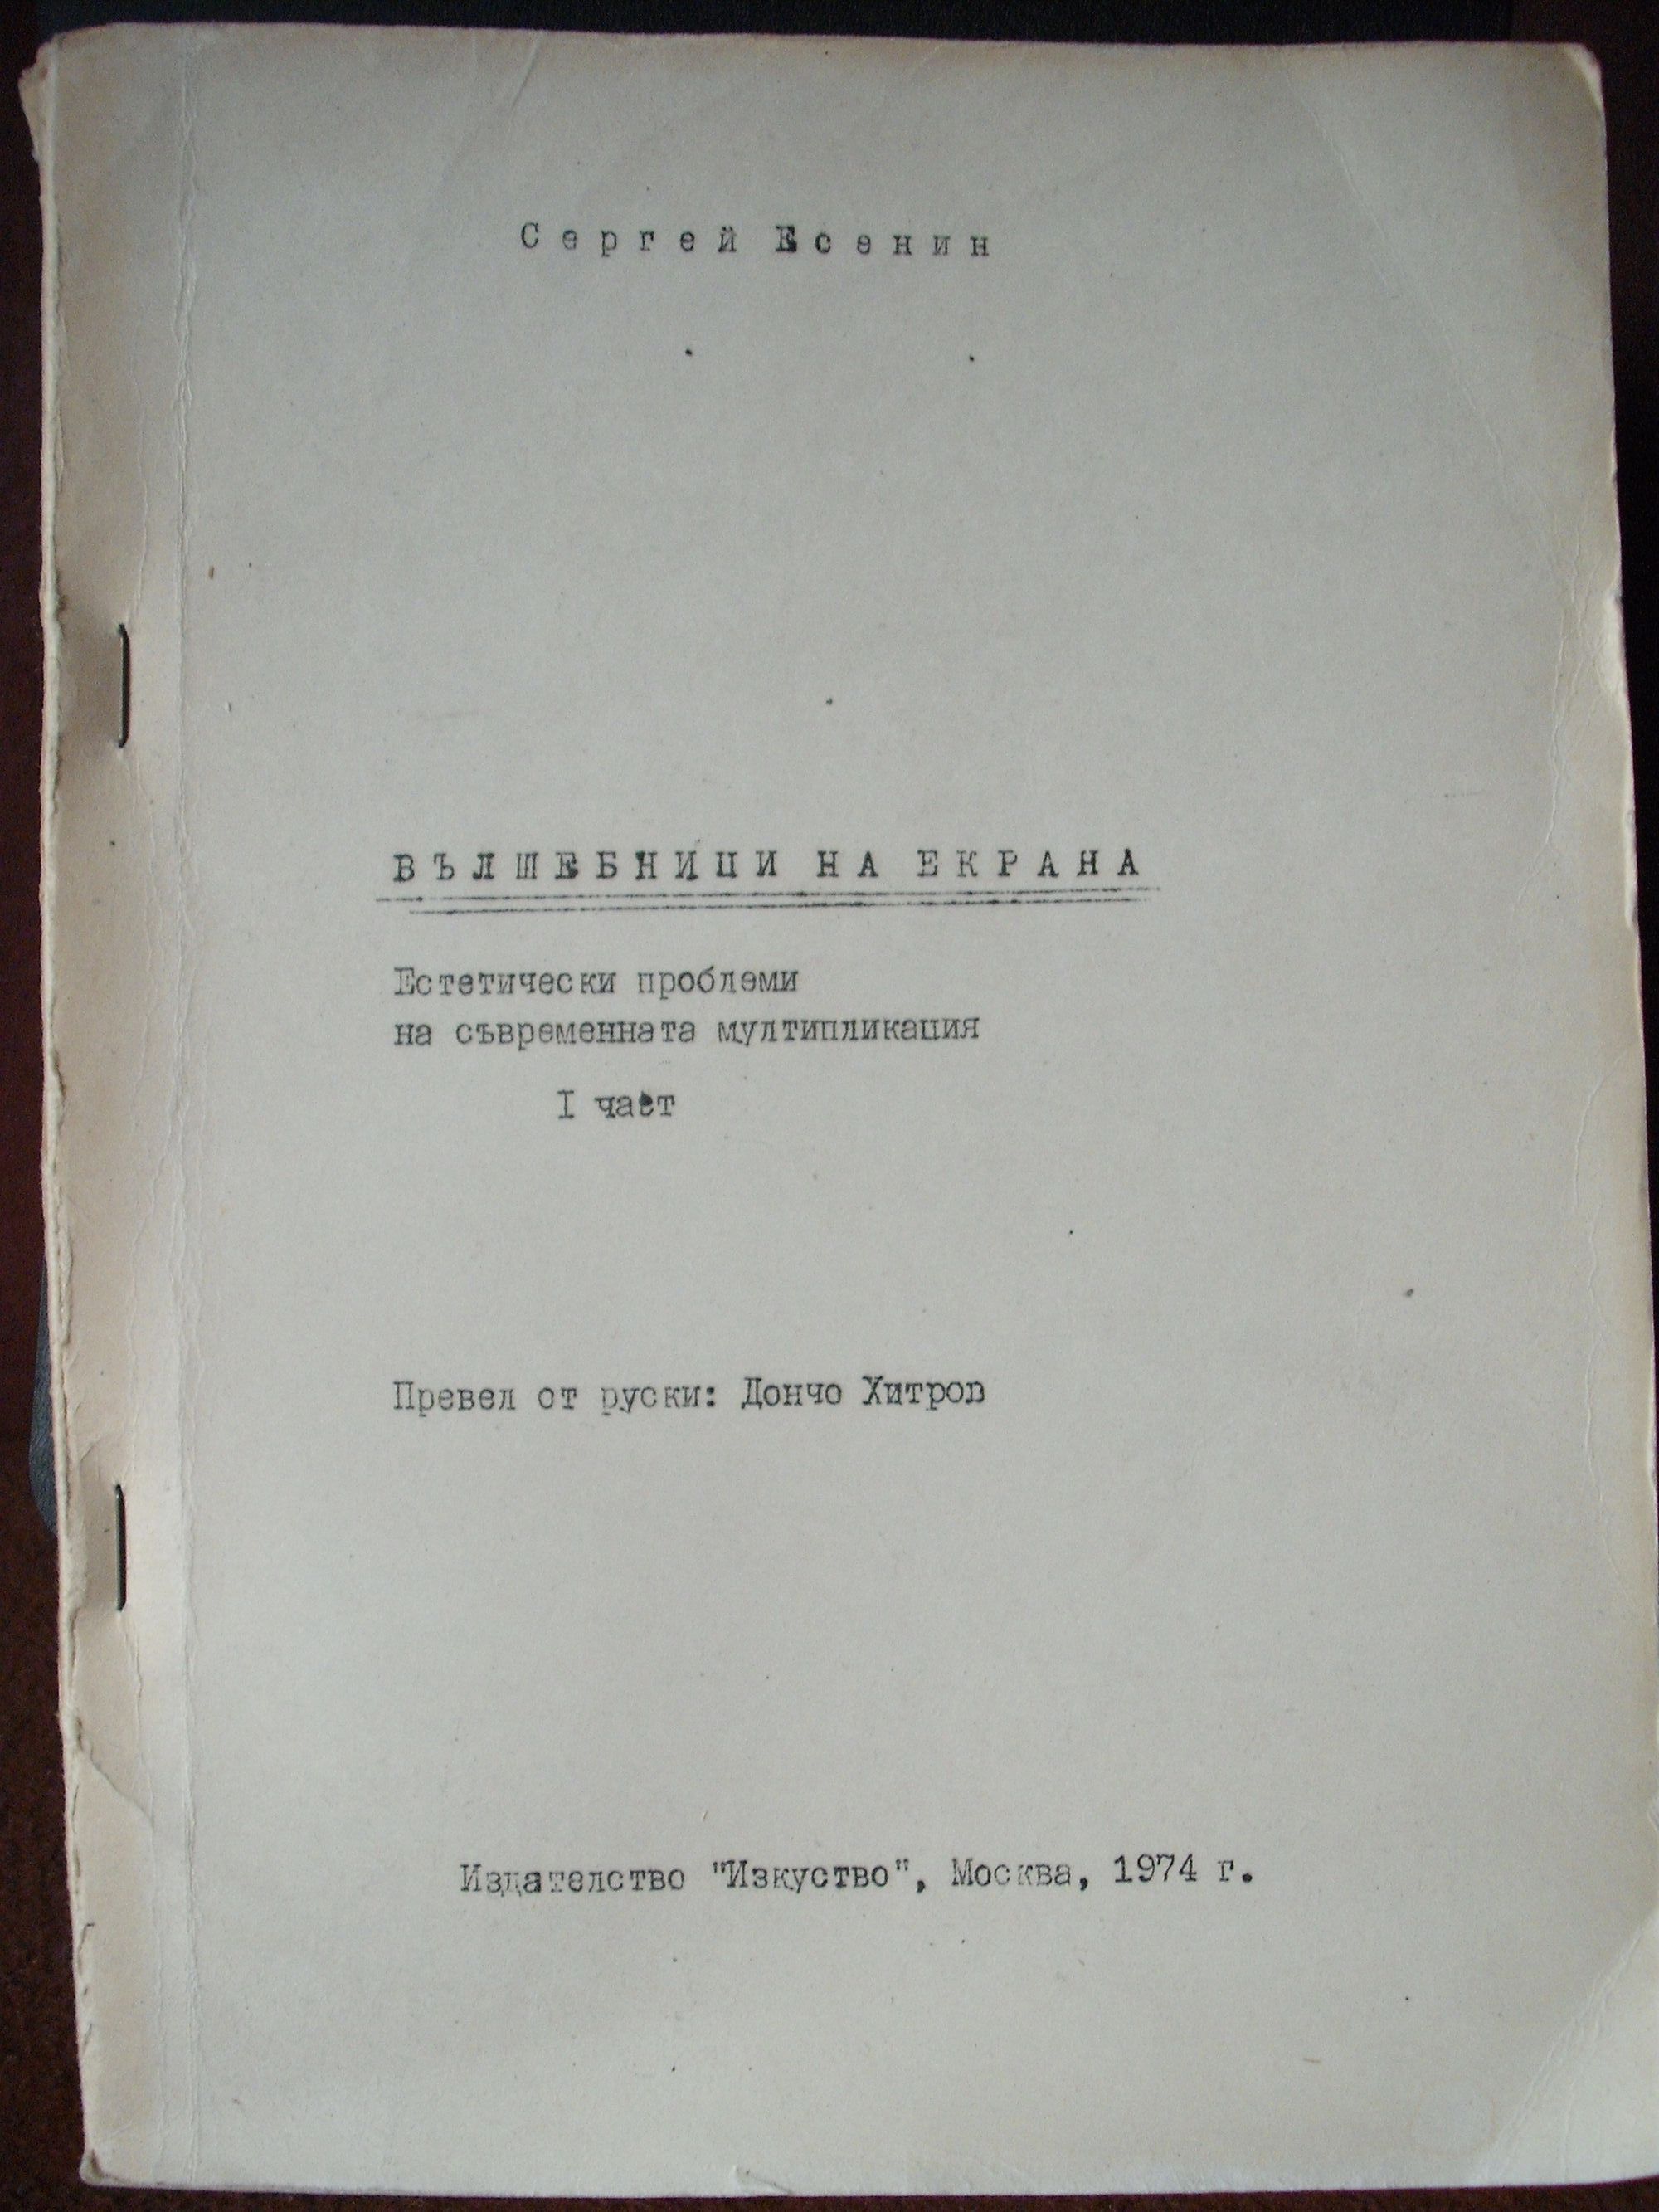 Сергей Есенин
ВЪЛШЕБНИЦИ НА ЕКРАНА
Естетически проблеми
на съвременната мултипликация
I част
Превел от руски: Дончо Хитров
Издателство "Изкуство", Москва, 1974 г.